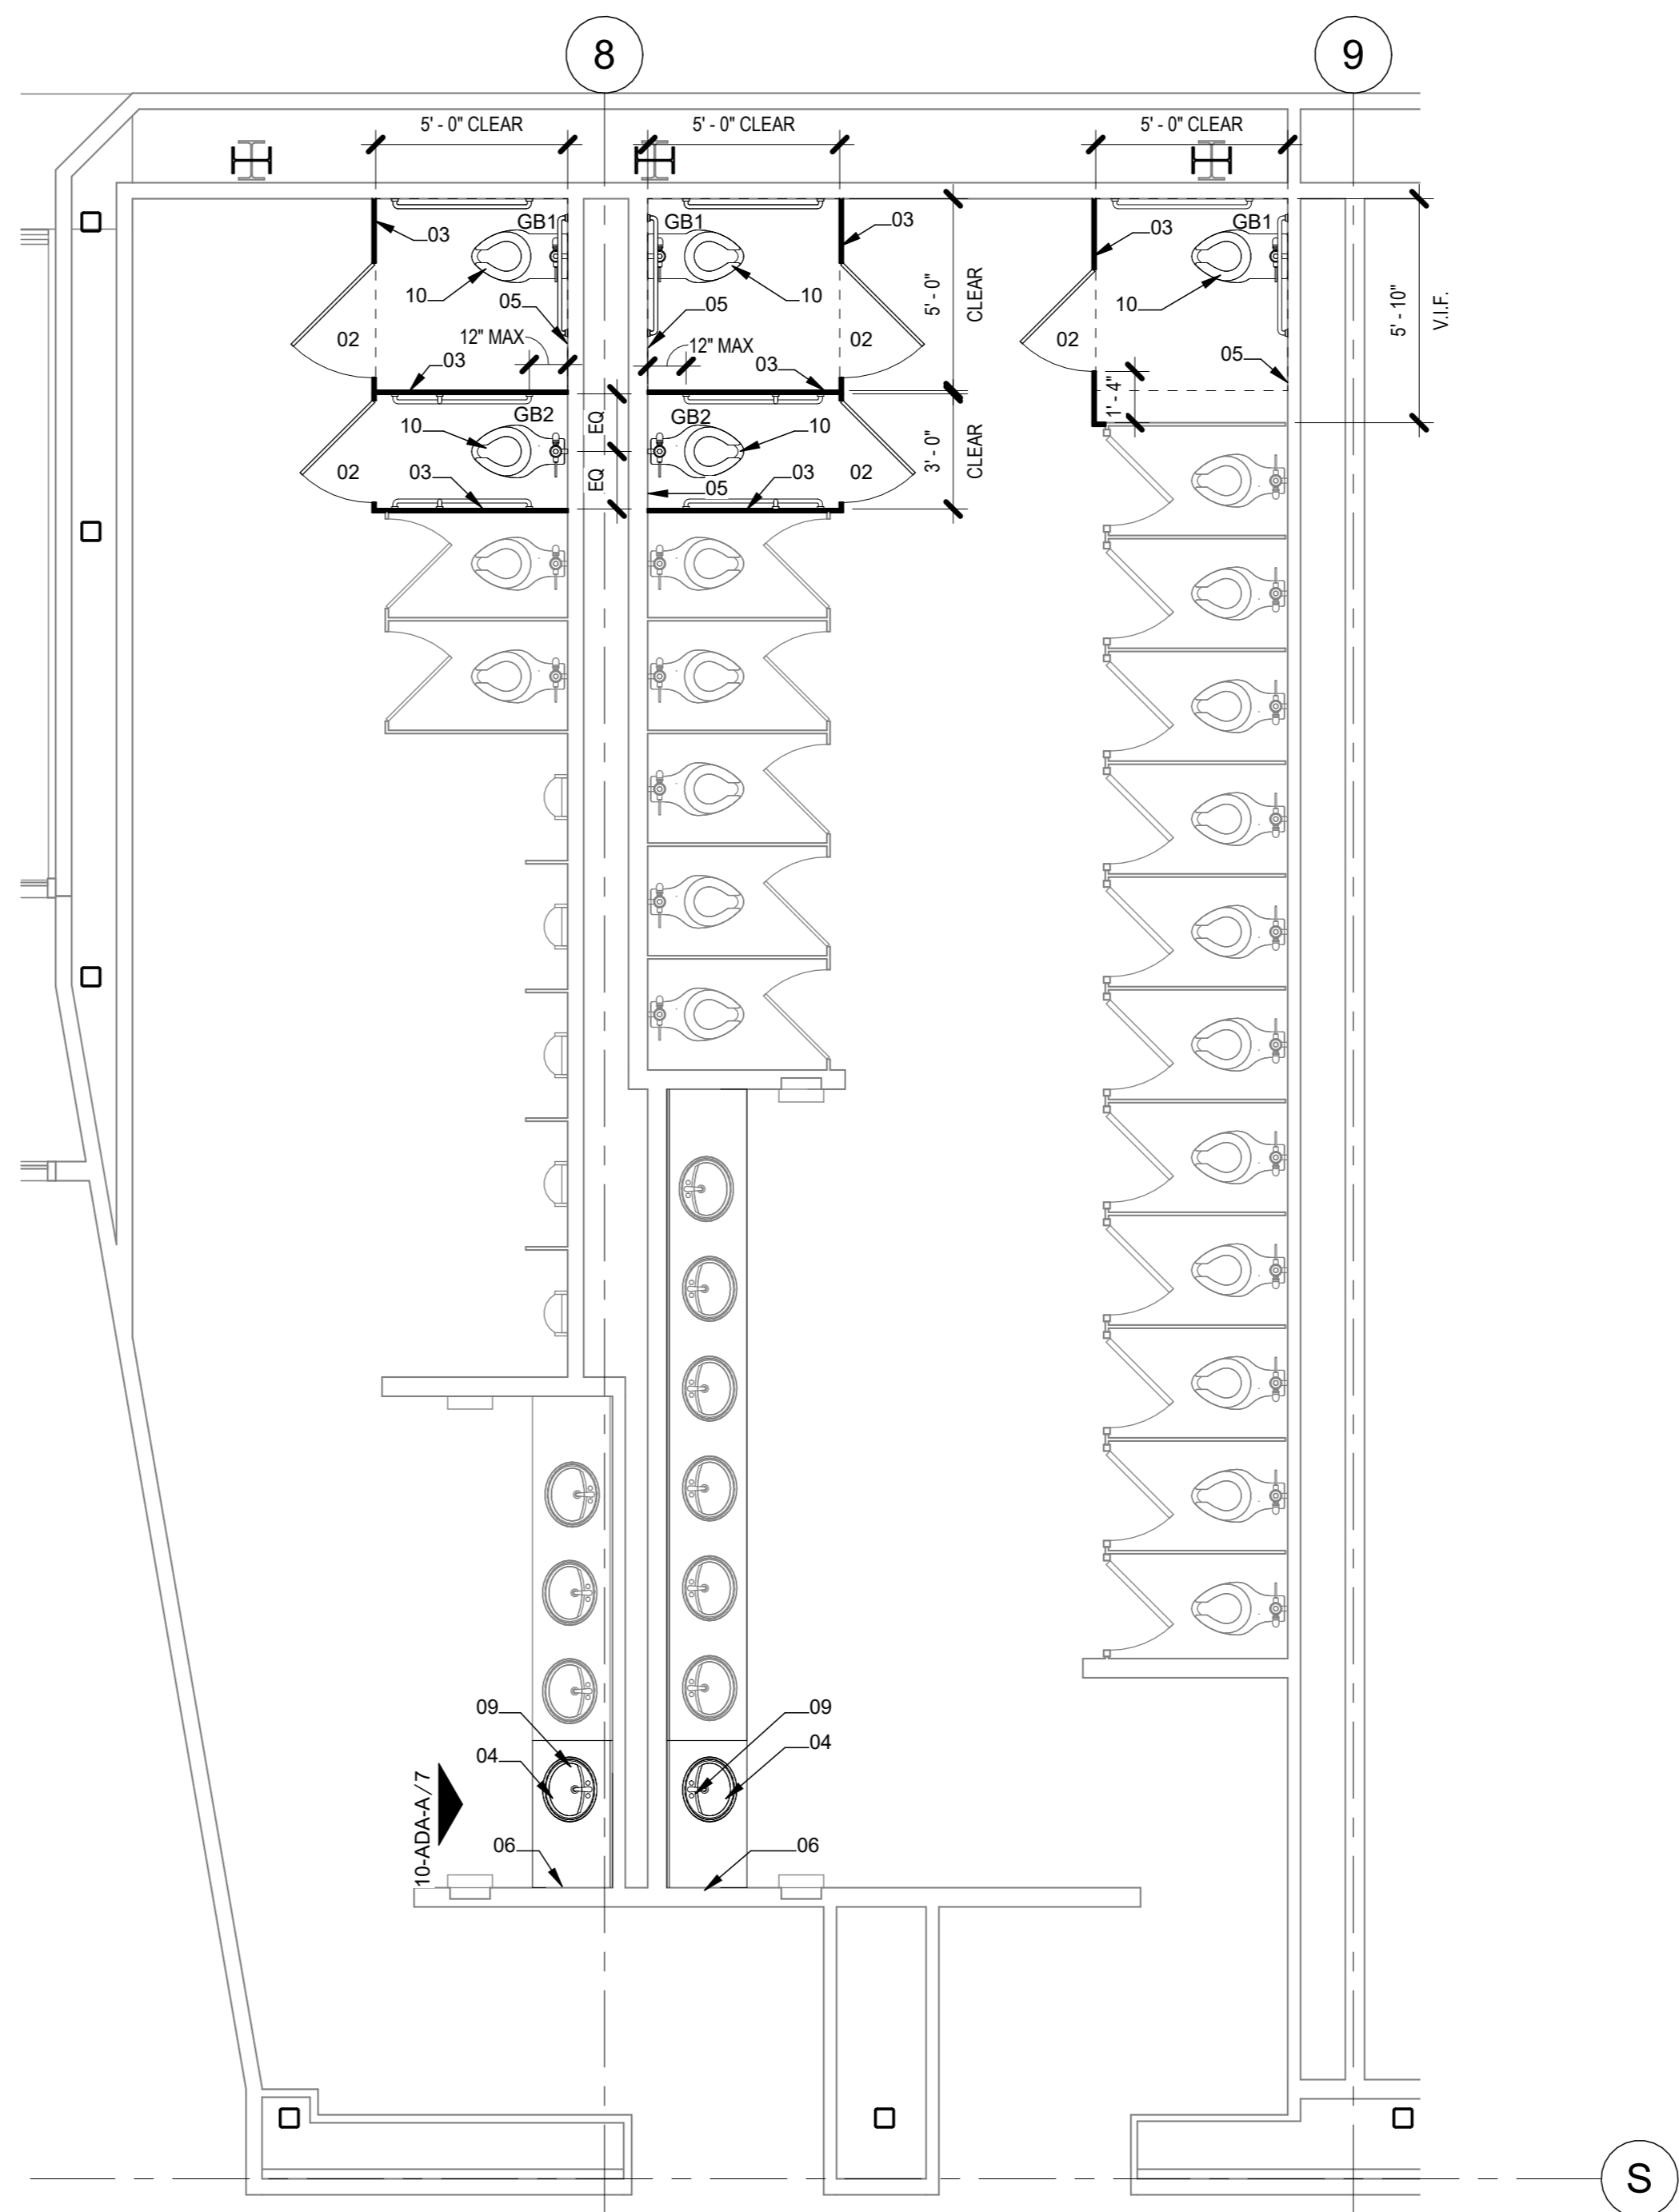 8
9
5' - 0" CLEAR
5' - 0" CLEAR
5' - 0" CLEAR
GB1
GB1
GB1
03
03
03
10
10
10
05
05
05
02
02
02
12" MAX
12" MAX
5' - 0"
CLEAR
5' - 10"
V.I.F.
1' - 4"
03
03
GB2
GB2
EQ
EQ
10
10
02
02
03
03
05
3' - 0"
CLEAR
09
09
04
04
10-ADA-A / 7
06
06
S